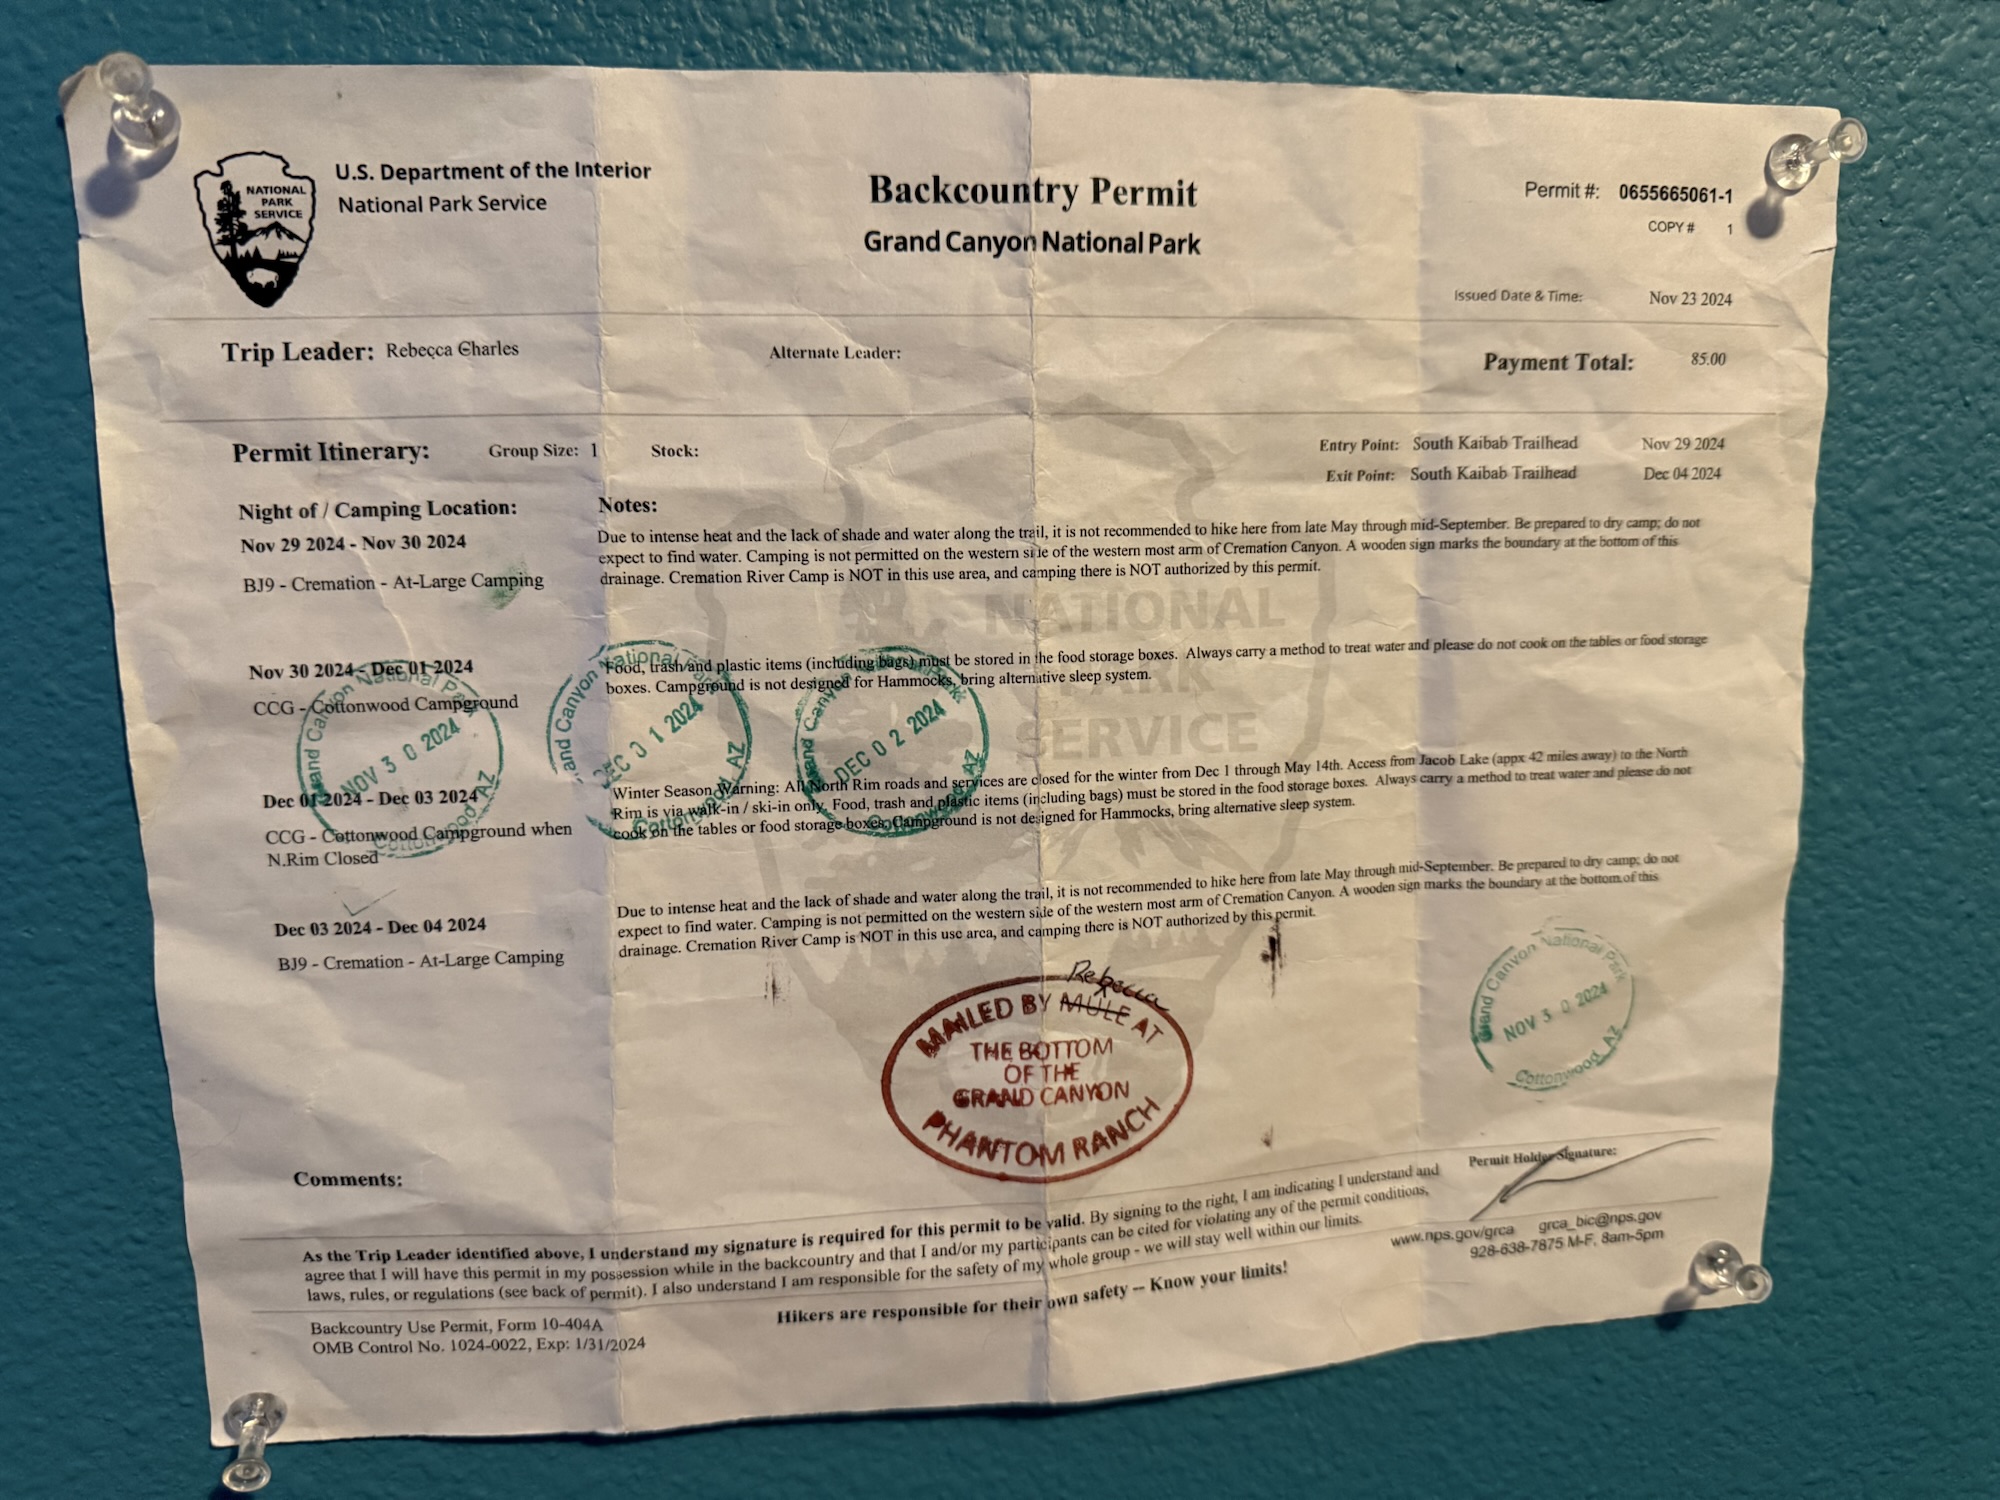 NATIONAL
PARK
SERVICE
U.S. Department of the Interior
National Park Service
Backcountry Permit
Grand Canyon National Park
Permit #: 0655665061-1
COPY # 1
Issued Date & Time: Nov 23 2024
Trip Leader: Rebecca Charles
Alternate Leader:
Payment Total: 85.00
Permit Itinerary: Group Size: 1 Stock:
Entry Point: South Kaibab Trailhead Nov 29 2024
Exit Point: South Kaibab Trailhead Dec 04 2024
Night of / Camping Location:
Notes:
Nov 29 2024 - Nov 30 2024
BJ9 - Cremation - At-Large Camping
Due to intense heat and the lack of shade and water along the trail, it is not recommended to hike here from late May through mid-September. Be prepared to dry camp; do not
expect to find water. Camping is not permitted on the western side of the western most arm of Cremation Canyon. A wooden sign marks the boundary at the bottom of this
drainage. Cremation River Camp is NOT in this use area, and camping there is NOT authorized by this permit.
NATIONAL
PARK
SERVICE
Nov 30 2024 - Dec 01 2024
CCG - Cottonwood Campground
Food, trash and plastic items (including bags) must be stored in the food storage boxes. Always carry a method to treat water and please do not cook on the tables or food storage
boxes. Campground is not designed for Hammocks, bring alternative sleep system.
Grand Canyon National Park
NOV 30 2024
Cottonwood, AZ
Grand Canyon National Park
DEC 01 2024
Cottonwood, AZ
Grand Canyon National Park
DEC 02 2024
Cottonwood, AZ
Dec 01 2024 - Dec 03 2024
CCG - Cottonwood Campground when
N.Rim Closed
Winter Season Warning: All North Rim roads and services are closed for the winter from Dec 1 through May 14th. Access from Jacob Lake (appx 42 miles away) to the North
Rim is via walk-in / ski-in only. Food, trash and plastic items (including bags) must be stored in the food storage boxes. Always carry a method to treat water and please do not
cook on the tables or food storage boxes. Campground is not designed for Hammocks, bring alternative sleep system.
Dec 03 2024 - Dec 04 2024
BJ9 - Cremation - At-Large Camping
Due to intense heat and the lack of shade and water along the trail, it is not recommended to hike here from late May through mid-September. Be prepared to dry camp; do not
expect to find water. Camping is not permitted on the western side of the western most arm of Cremation Canyon. A wooden sign marks the boundary at the bottom of this
drainage. Cremation River Camp is NOT in this use area, and camping there is NOT authorized by this permit.
Rebecca
MAILED BY MULE AT
THE BOTTOM
OF THE
GRAND CANYON
PHANTOM RANCH
Grand Canyon National Park
NOV 30 2024
Cottonwood, AZ
Comments:
Permit Holder Signature:
As the Trip Leader identified above, I understand my signature is required for this permit to be valid. By signing to the right, I am indicating I understand and
agree that I will have this permit in my possession while in the backcountry and that I and/or my participants can be cited for violating any of the permit conditions,
laws, rules, or regulations (see back of permit). I also understand I am responsible for the safety of my whole group - we will stay well within our limits.
www.nps.gov/grca grca_bic@nps.gov
928-638-7875 M-F, 8am-5pm
Hikers are responsible for their own safety -- Know your limits!
Backcountry Use Permit, Form 10-404A
OMB Control No. 1024-0022, Exp: 1/31/2024